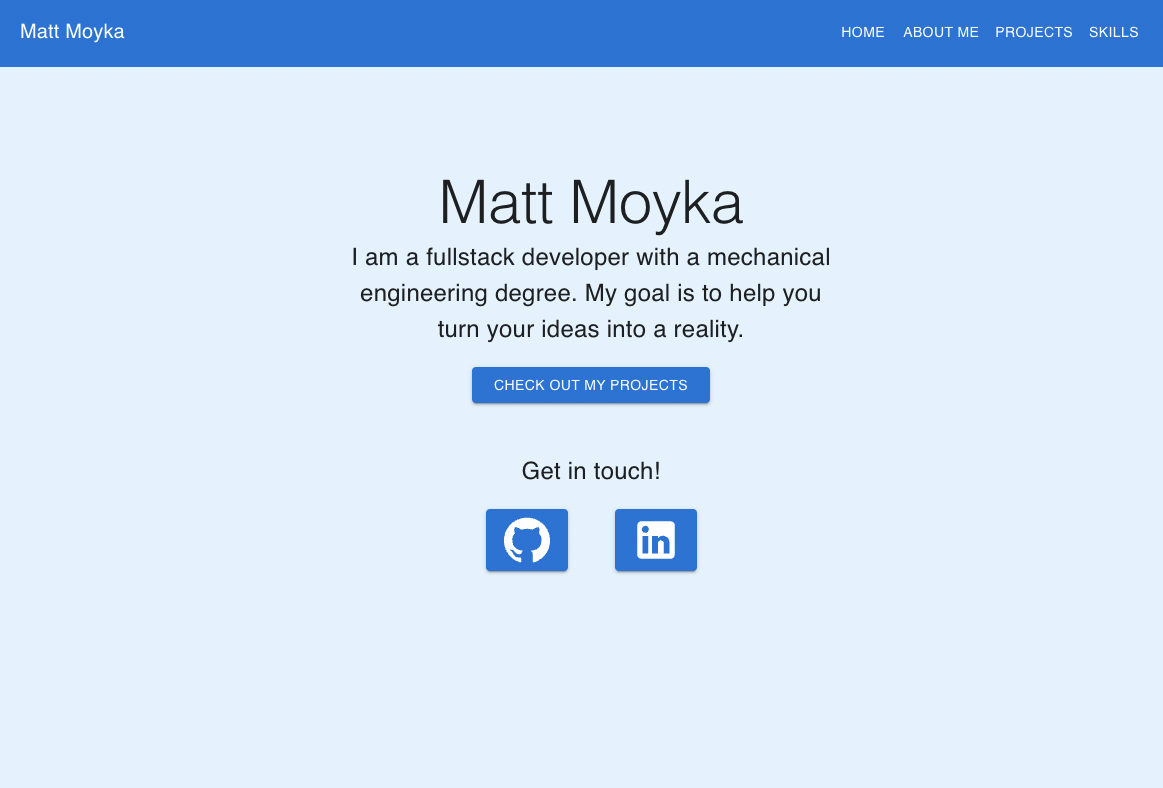 Matt Moyka
HOME ABOUT ME PROJECTS SKILLS
Matt Moyka
I am a fullstack developer with a mechanical
engineering degree. My goal is to help you
turn your ideas into a reality.
CHECK OUT MY PROJECTS
Get in touch!
in